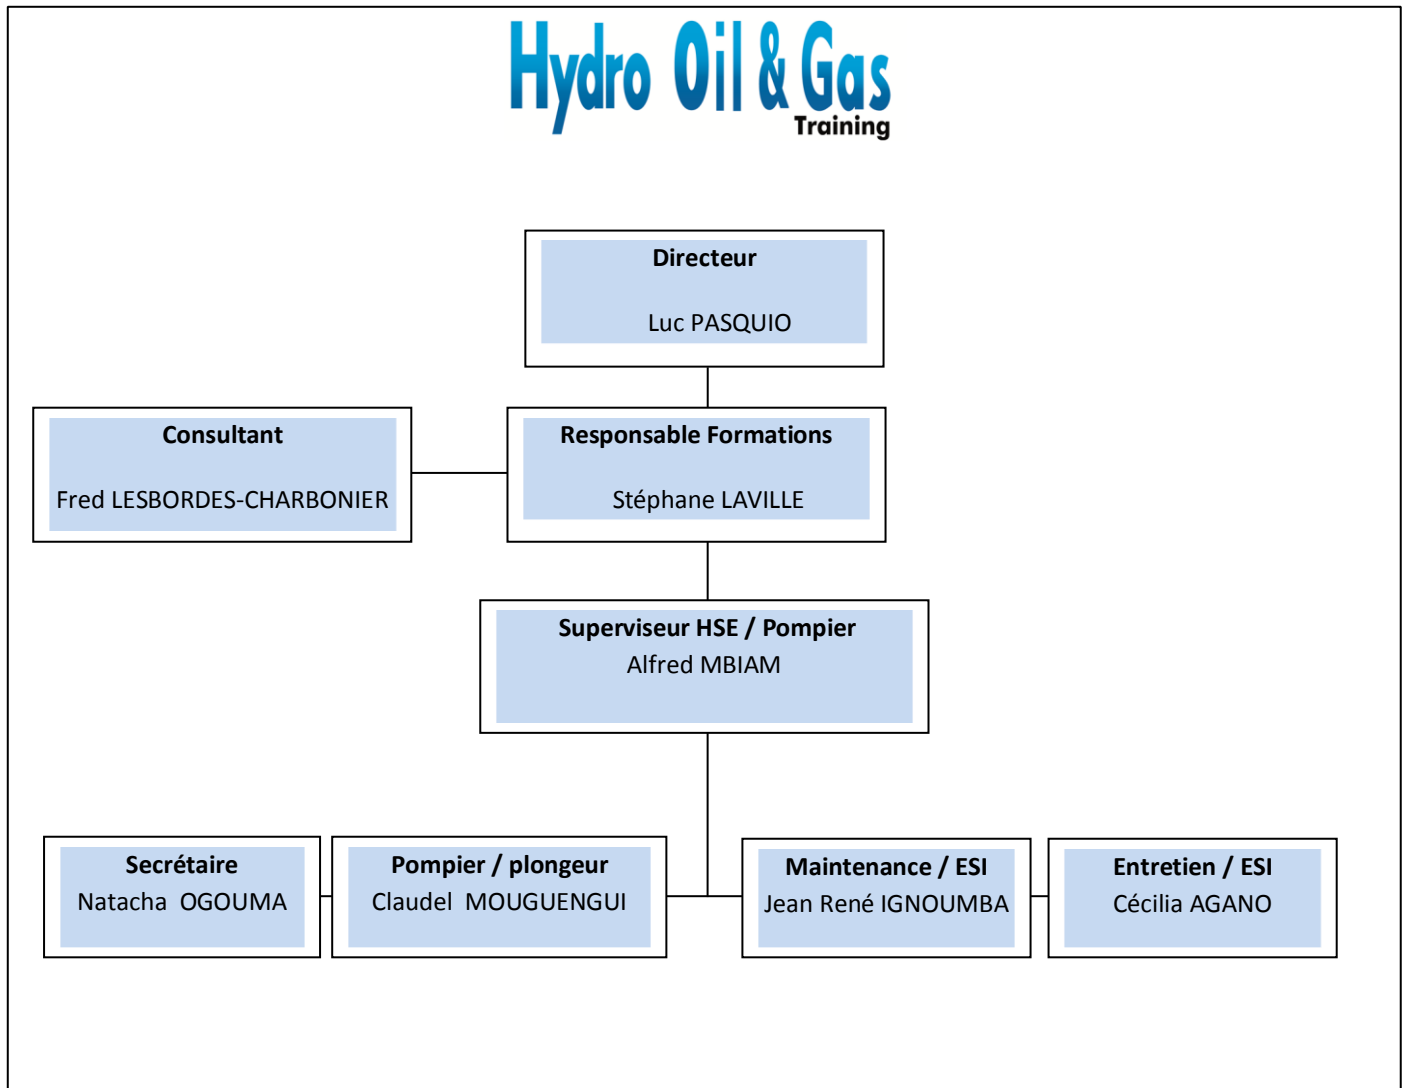 Hydro Oil & Gas
Training
Directeur
Luc PASQUIO
Consultant
Fred LESBORDES-CHARBONIER
Responsable Formations
Stéphane LAVILLE
Superviseur HSE / Pompier
Alfred MBIAM
Secrétaire
Natacha  OGOUMA
Pompier / plongeur
Claudel  MOUGUENGUI
Maintenance / ESI
Jean René IGNOUMBA
Entretien / ESI
Cécilia AGANO